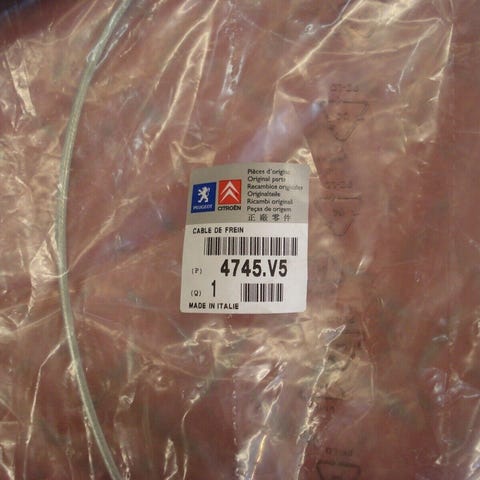 Pièces d'origine
Original parts
Recambios originales
Originalteile
Ricambi originali
Peças de origem
正廠零件
PEUGEOT
CITROËN
CABLE DE FREIN
(P) 4745.V5
(Q) 1
MADE IN ITALIE